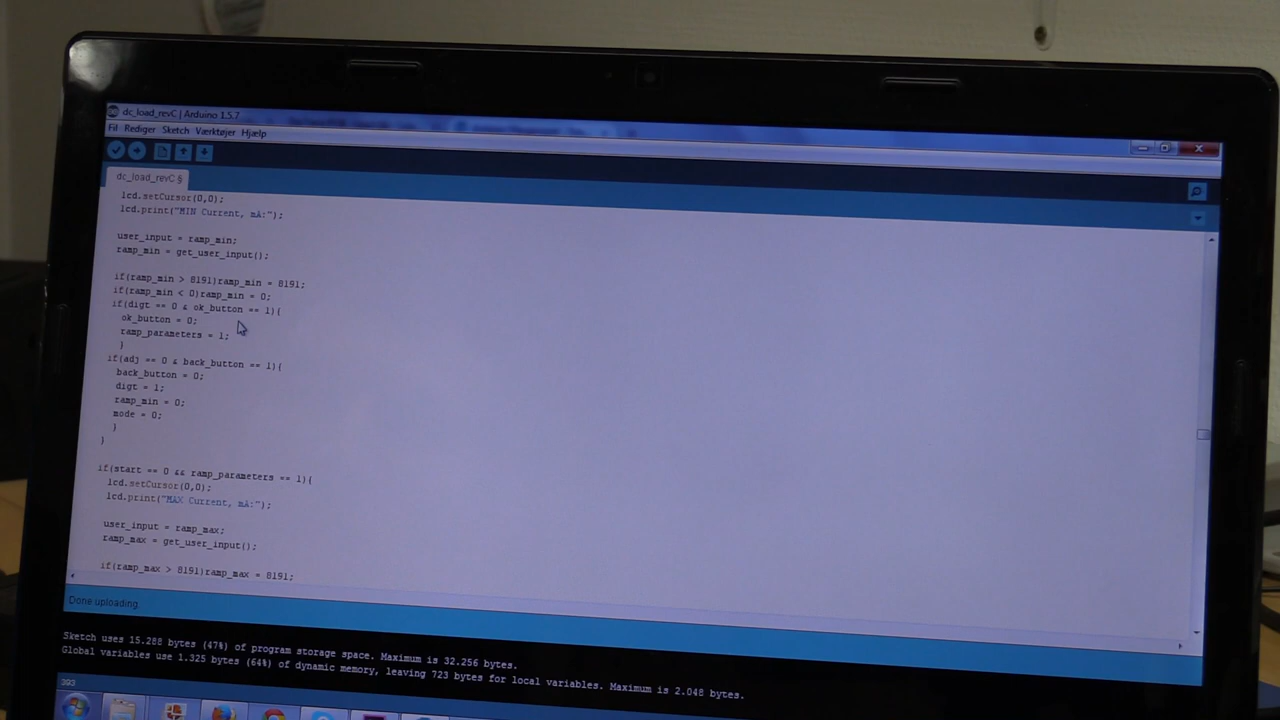 dc_load_revC | Arduino 1.5.7
Fil Rediger Sketch Værktøjer Hjælp
dc_load_revC §
lcd.setCursor(0,0);
lcd.print("MIN Current, mA:");
user_input = ramp_min;
ramp_min = get_user_input();
if(ramp_min > 8191)ramp_min = 8191;
if(ramp_min < 0)ramp_min = 0;
if(digt == 0 & ok_button == 1){
ok_button = 0;
ramp_parameters = 1;
}
if(adj == 0 & back_button == 1){
back_button = 0;
digt = 1;
ramp_min = 0;
mode = 0;
}
}
if(start == 0 && ramp_parameters == 1){
lcd.setCursor(0,0);
lcd.print("MAX Current, mA:");
user_input = ramp_max;
ramp_max = get_user_input();
if(ramp_max > 8191)ramp_max = 8191;
Done uploading.
Sketch uses 15.288 bytes (47%) of program storage space. Maximum is 32.256 bytes.
Global variables use 1.325 bytes (64%) of dynamic memory, leaving 723 bytes for local variables. Maximum is 2.048 bytes.
393